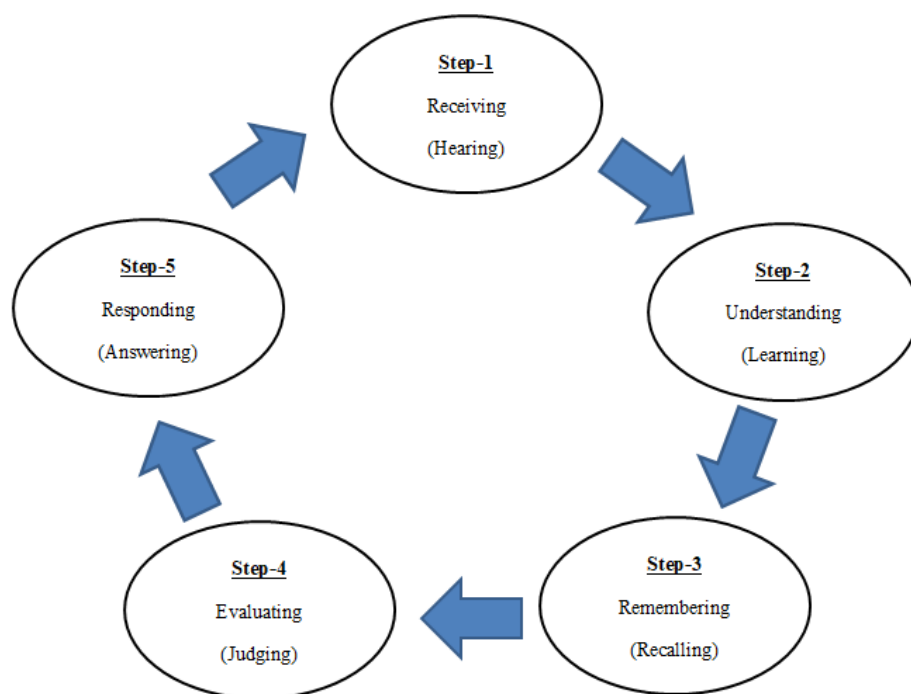 Step-1
Receiving
(Hearing)
Step-2
Understanding
(Learning)
Step-3
Remembering
(Recalling)
Step-4
Evaluating
(Judging)
Step-5
Responding
(Answering)